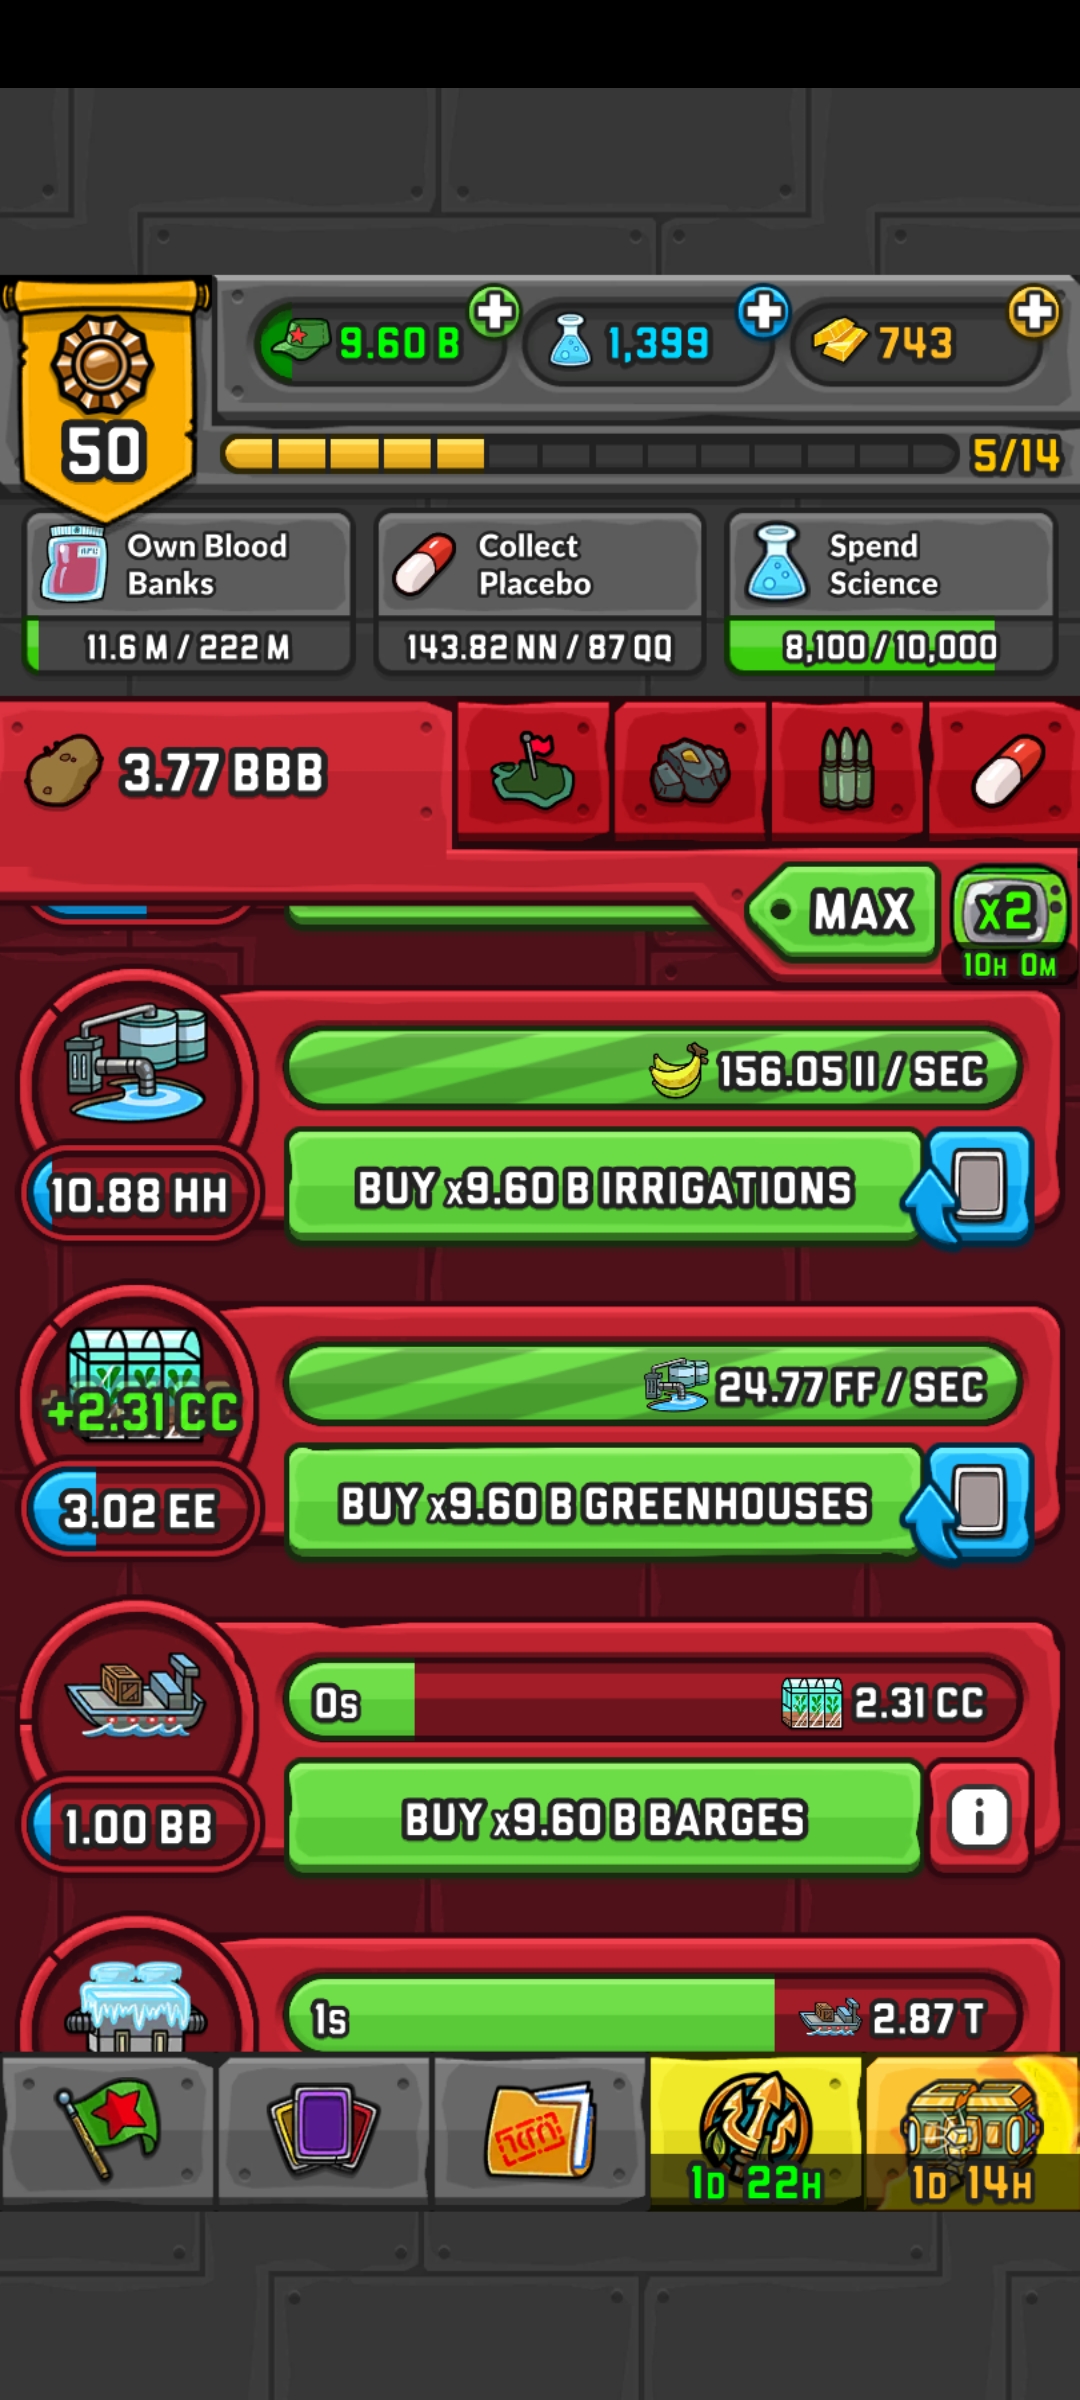 9.60 B
1,399
743
50
5/14
Own Blood
Banks
11.6 M / 222 M
Collect
Placebo
143.82 NN / 87 QQ
Spend
Science
8,100 / 10,000
3.77 BBB
MAX
x2
10H 0M
156.05 II / SEC
10.88 HH
BUY x9.60 B IRRIGATIONS
24.77 FF / SEC
+2.31 CC
3.02 EE
BUY x9.60 B GREENHOUSES
0s
2.31 CC
1.00 BB
BUY x9.60 B BARGES
i
1s
2.87 T
1D 22H
1D 14H